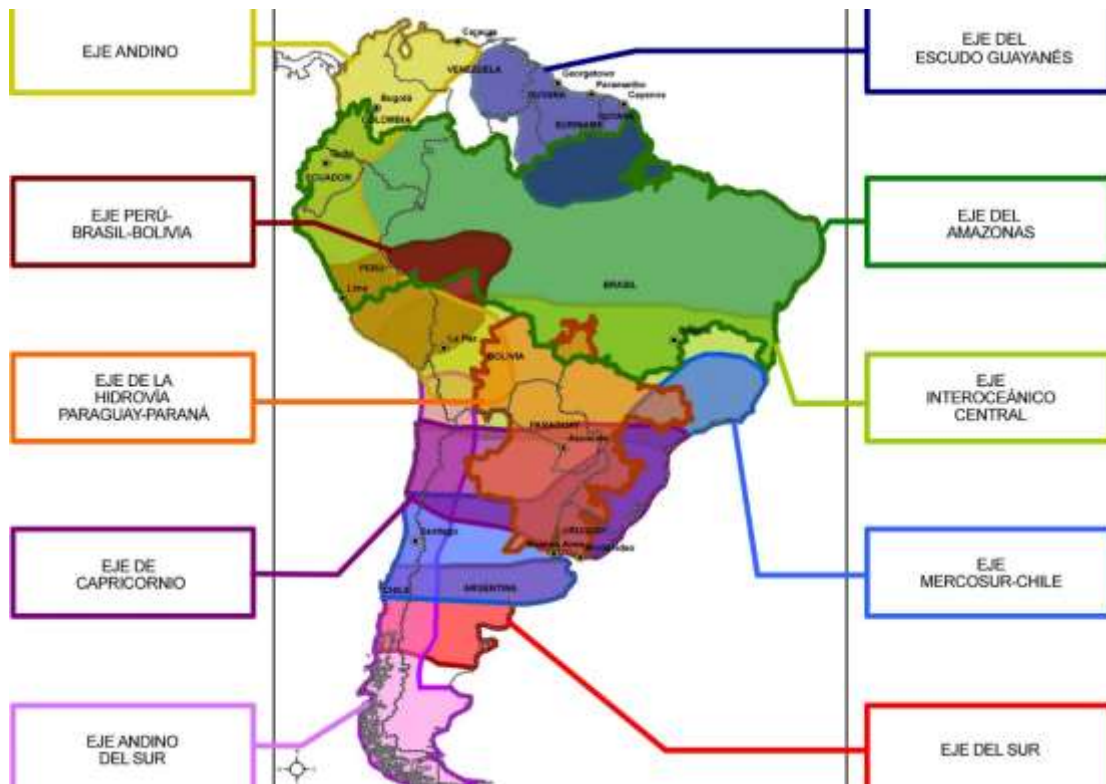 EJE ANDINO
EJE DEL
ESCUDO GUAYANÉS
EJE PERÚ-
BRASIL-BOLIVIA
EJE DEL
AMAZONAS
EJE DE LA
HIDROVÍA
PARAGUAY-PARANÁ
EJE
INTEROCEÁNICO
CENTRAL
EJE DE
CAPRICORNIO
EJE
MERCOSUR-CHILE
EJE ANDINO
DEL SUR
EJE DEL SUR
Caracas
VENEZUELA
Georgetown
Paramaribo
GUYANA
Cayenne
Bogotá
COLOMBIA
SURINAME
Quito
ECUADOR
PERU
Lima
BRASIL
La Paz
BOLIVIA
PARAGUAY
Asunción
Santiago
URUGUAY
Buenos Aires
Montevideo
CHILE
ARGENTINA